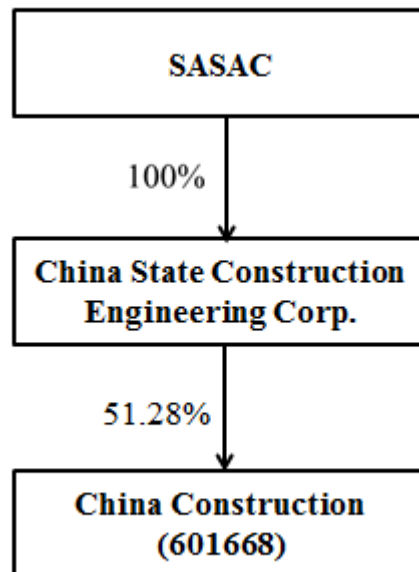 SASAC
100%
China State Construction
Engineering Corp.
51.28%
China Construction
(601668)